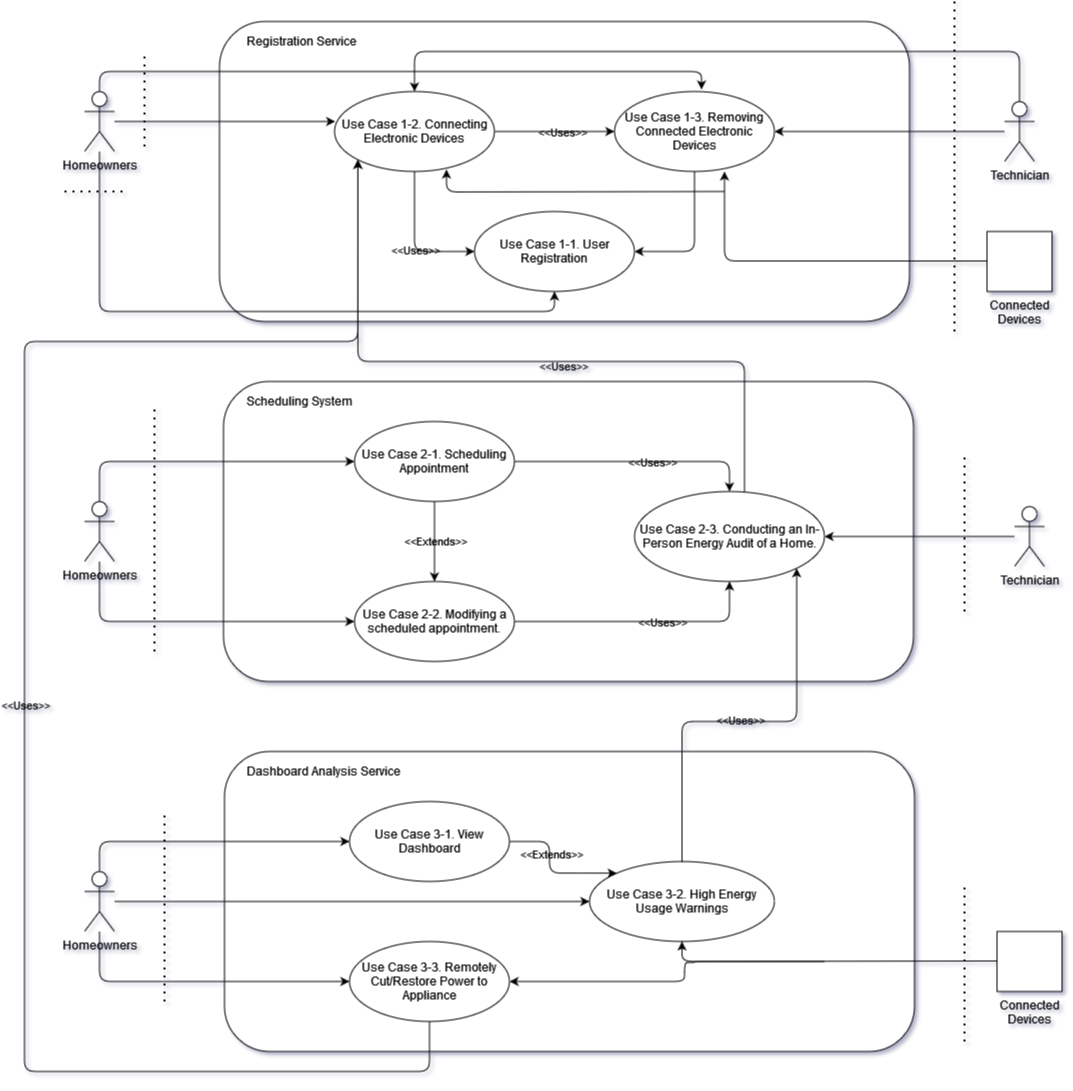 Registration Service
Use Case 1-2. Connecting
Electronic Devices
<<Uses>>
Use Case 1-3. Removing
Connected Electronic
Devices
Homeowners
Technician
<<Uses>>
Use Case 1-1. User
Registration
Connected
Devices
<<Uses>>
Scheduling System
Use Case 2-1. Scheduling
Appointment
<<Uses>>
<<Extends>>
Use Case 2-3. Conducting an In-
Person Energy Audit of a Home.
Homeowners
Technician
Use Case 2-2. Modifying a
scheduled appointment.
<<Uses>>
<<Uses>>
<<Uses>>
Dashboard Analysis Service
Use Case 3-1. View
Dashboard
<<Extends>>
Use Case 3-2. High Energy
Usage Warnings
Homeowners
Use Case 3-3. Remotely
Cut/Restore Power to
Appliance
Connected
Devices